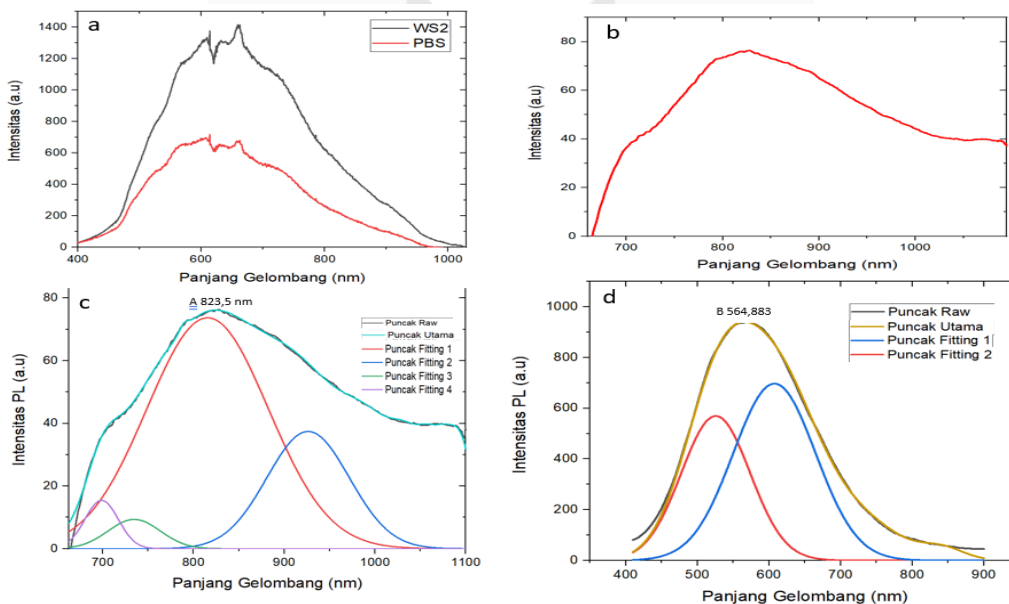 a
WS2
PBS
1400
1200
1000
800
600
400
200
0
Intensitas (a.u)
400
600
800
1000
Panjang Gelombang (nm)
b
80
60
40
20
0
Intensitas (a.u)
700
800
900
1000
Panjang Gelombang (nm)
c
A 823,5 nm
Puncak Raw
Puncak Utama
Puncak Fitting 1
Puncak Fitting 2
Puncak Fitting 3
Puncak Fitting 4
80
60
40
20
0
Intensitas PL (a.u)
700
800
900
1000
1100
Panjang Gelombang (nm)
d
B 564,883
Puncak Raw
Puncak Utama
Puncak Fitting 1
Puncak Fitting 2
1000
800
600
400
200
0
Intensitas PL (a.u)
400
500
600
700
800
900
Panjang Gelombang (nm)